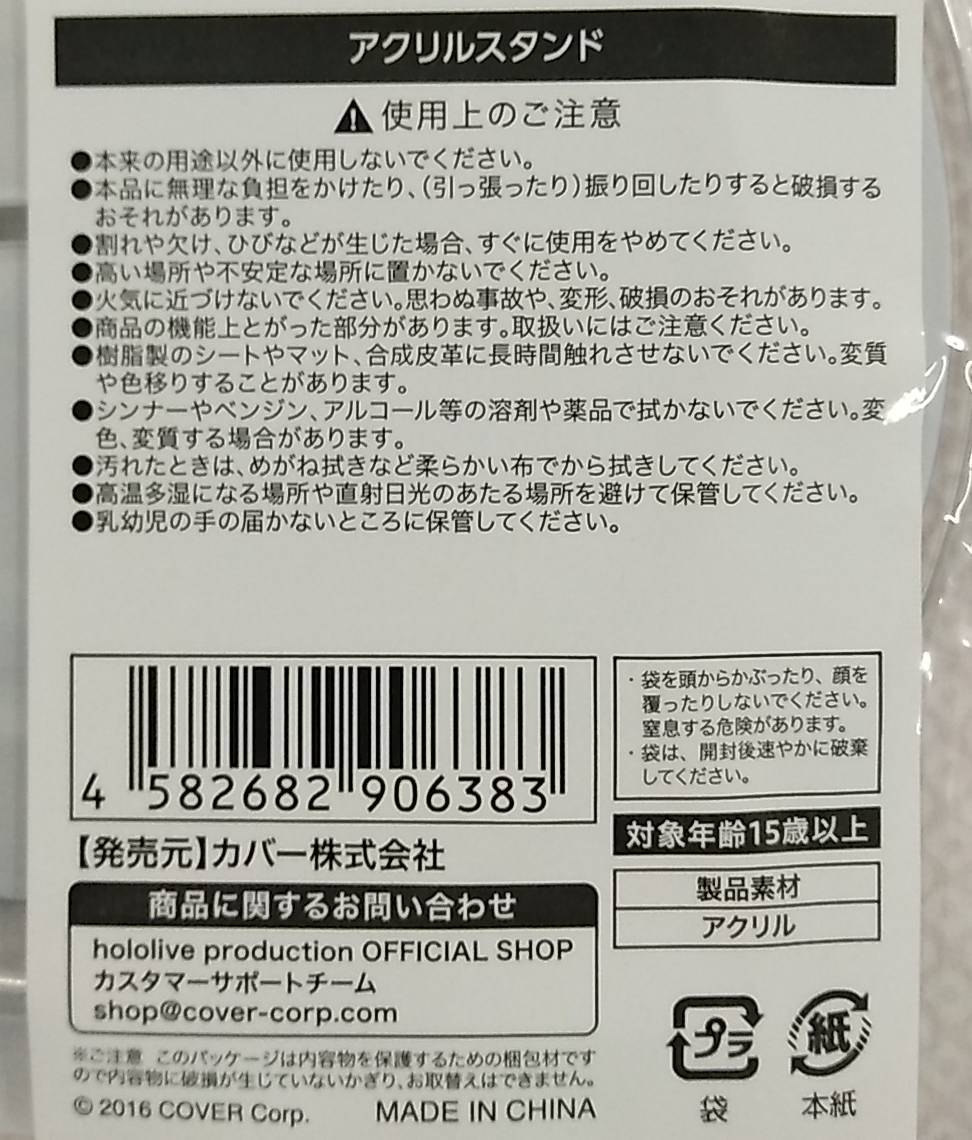 アクリルスタンド
使用上のご注意
●本来の用途以外に使用しないでください。
●本品に無理な負担をかけたり、(引っ張ったり)振り回したりすると破損する
おそれがあります。
●割れや欠け、ひびなどが生じた場合、すぐに使用をやめてください。
●高い場所や不安定な場所に置かないでください。
●火気に近づけないでください。思わぬ事故や、変形、破損のおそれがあります。
●商品の機能上とがった部分があります。取扱いにはご注意ください。
●樹脂製のシートやマット、合成皮革に長時間触れさせないでください。変質
や色移りすることがあります。
●シンナーやベンジン、アルコール等の溶剤や薬品で拭かないでください。変
色、変質する場合があります。
●汚れたときは、めがね拭きなど柔らかい布でから拭きしてください。
●高温多湿になる場所や直射日光のあたる場所を避けて保管してください。
●乳幼児の手の届かないところに保管してください。
4 582682 906383
・袋を頭からかぶったり、顔を
覆ったりしないでください。
窒息する危険があります。
・袋は、開封後速やかに破棄
してください。
対象年齢15歳以上
製品素材
アクリル
【発売元】カバー株式会社
商品に関するお問い合わせ
hololive production OFFICIAL SHOP
カスタマーサポートチーム
shop@cover-corp.com
※ご注意 このパッケージは内容物を保護するための梱包材です
ので内容物に破損が生じていないかぎり、お取替えはできません。
© 2016 COVER Corp. MADE IN CHINA
プラ
袋
紙
本紙